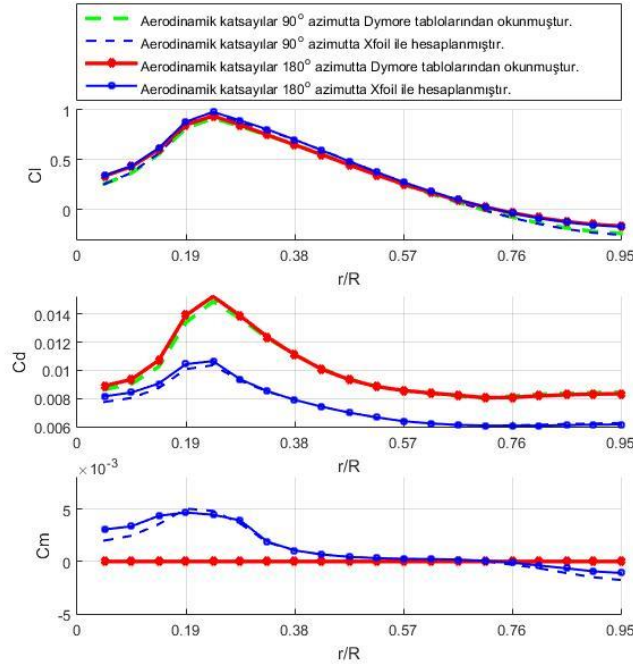 Aerodinamik katsayılar 90° azimutta Dymore tablolarından okunmuştur.
Aerodinamik katsayılar 90° azimutta Xfoil ile hesaplanmıştır.
Aerodinamik katsayılar 180° azimutta Dymore tablolarından okunmuştur.
Aerodinamik katsayılar 180° azimutta Xfoil ile hesaplanmıştır.
1
0.5
0
Cl
0 0.19 0.38 0.57 0.76 0.95
r/R
0.014
0.012
0.01
0.008
0.006
Cd
0 0.19 0.38 0.57 0.76 0.95
r/R
×10⁻³
5
0
-5
Cm
0 0.19 0.38 0.57 0.76 0.95
r/R